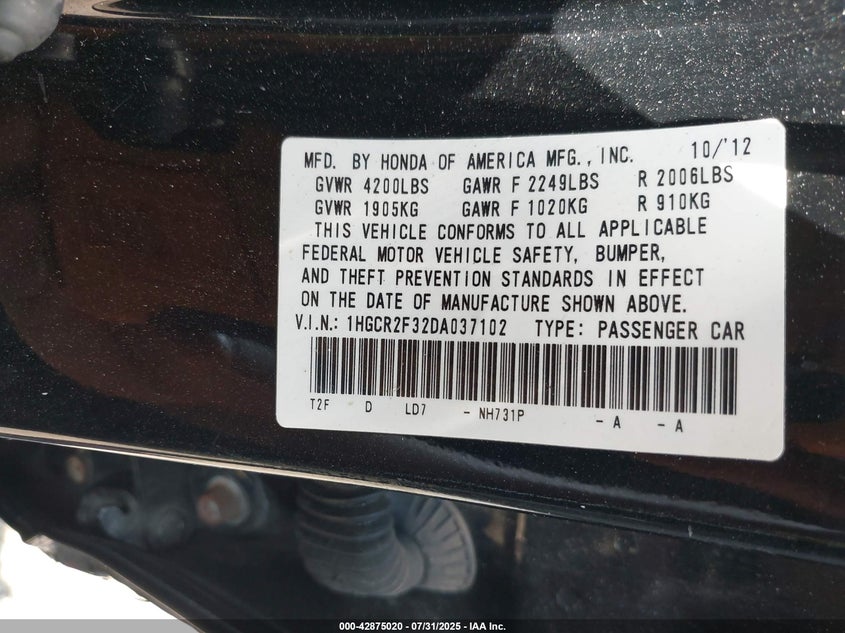 MFD. BY HONDA OF AMERICA MFG., INC. 10/'12
GVWR 4200LBS GAWR F 2249LBS R 2006LBS
GVWR 1905KG GAWR F 1020KG R 910KG
THIS VEHICLE CONFORMS TO ALL APPLICABLE
FEDERAL MOTOR VEHICLE SAFETY, BUMPER,
AND THEFT PREVENTION STANDARDS IN EFFECT
ON THE DATE OF MANUFACTURE SHOWN ABOVE.
V.I.N.: 1HGCR2F32DA037102 TYPE: PASSENGER CAR
T2F D LD7 - NH731P - A - A
000-42875020 - 07/31/2025 - IAA Inc.